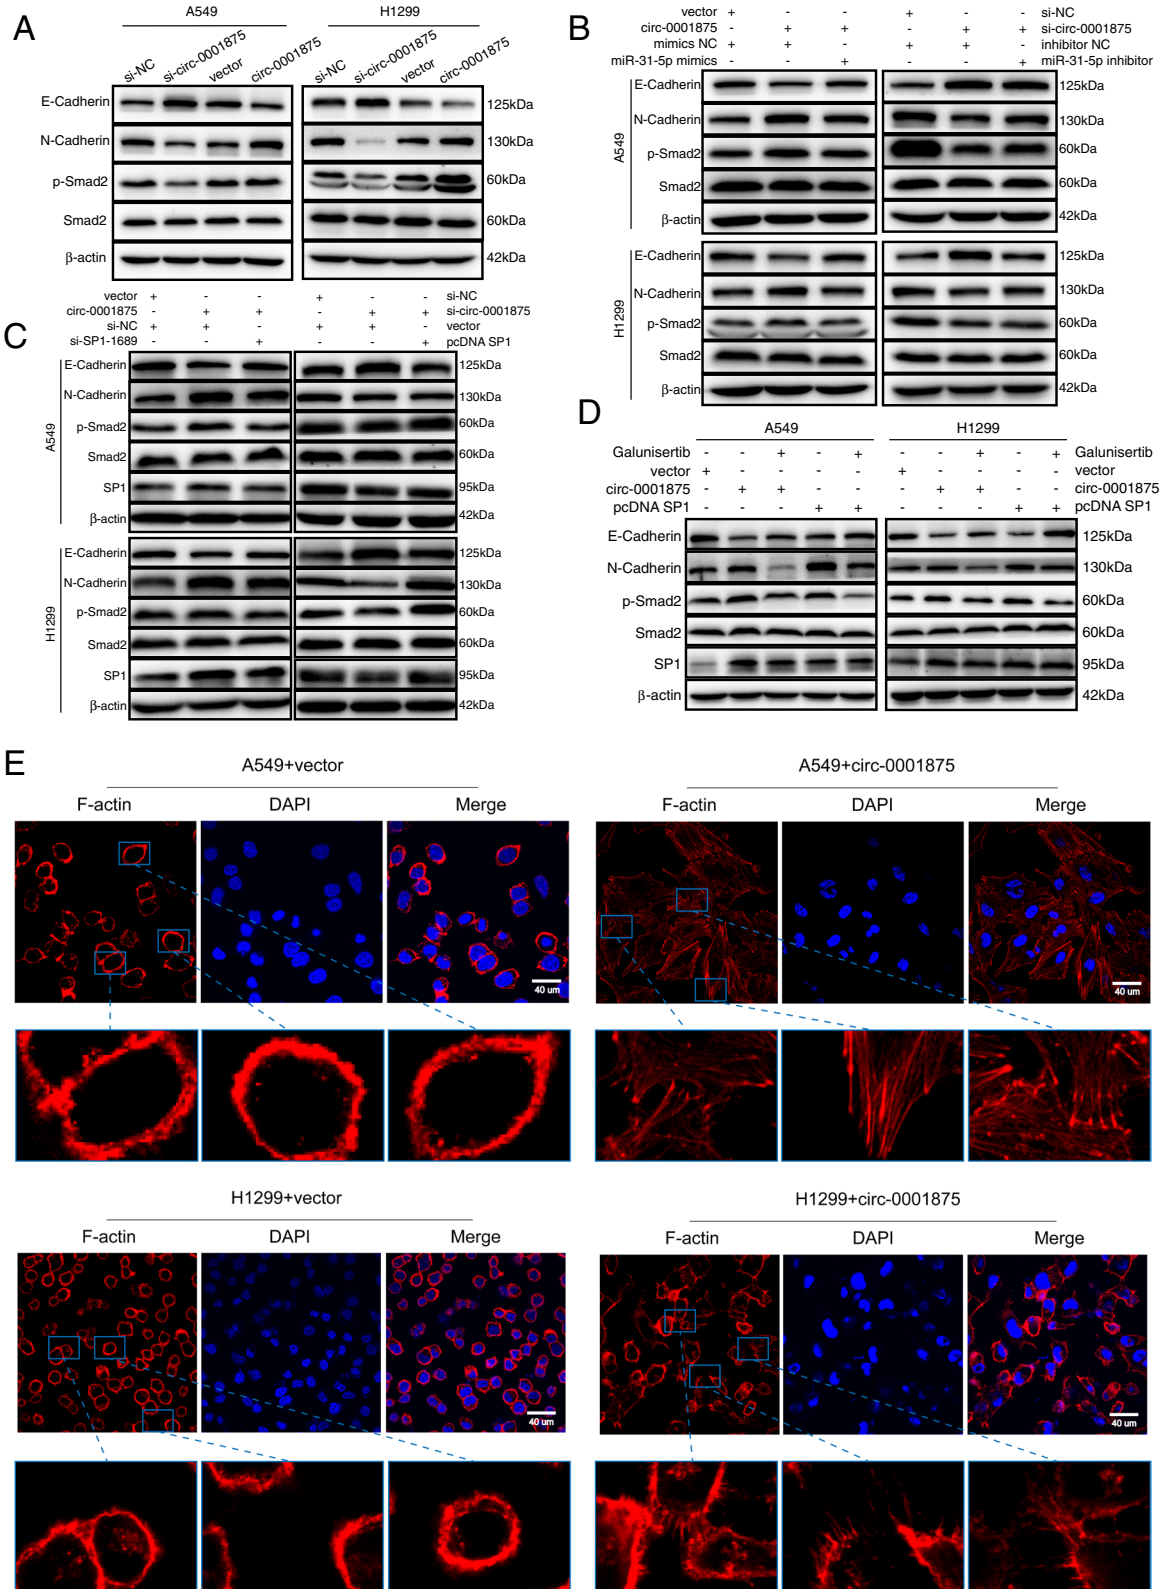 A
A549
H1299
si-NC
si-circ-0001875
vector
circ-0001875
si-NC
si-circ-0001875
vector
circ-0001875
E-Cadherin
125kDa
N-Cadherin
130kDa
p-Smad2
60kDa
Smad2
60kDa
β-actin
42kDa
B
vector + - - + - - si-NC
circ-0001875 - + + - + + si-circ-0001875
mimics NC + + - + + - inhibitor NC
miR-31-5p mimics - - + - - + miR-31-5p inhibitor
A549
E-Cadherin
125kDa
N-Cadherin
130kDa
p-Smad2
60kDa
Smad2
60kDa
β-actin
42kDa
H1299
E-Cadherin
125kDa
N-Cadherin
130kDa
p-Smad2
60kDa
Smad2
60kDa
β-actin
42kDa
C
vector + - - + - - si-NC
circ-0001875 - + + - + + si-circ-0001875
si-NC + + - + + - vector
si-SP1-1689 - - + - - + pcDNA SP1
A549
E-Cadherin
125kDa
N-Cadherin
130kDa
p-Smad2
60kDa
Smad2
60kDa
SP1
95kDa
β-actin
42kDa
H1299
E-Cadherin
125kDa
N-Cadherin
130kDa
p-Smad2
60kDa
Smad2
60kDa
SP1
95kDa
β-actin
42kDa
D
A549
H1299
Galunisertib - - + - + - - + - + Galunisertib
vector + - - - - + - - - - vector
circ-0001875 - + + - - - + + - - circ-0001875
pcDNA SP1 - - - + + - - - + + pcDNA SP1
E-Cadherin
125kDa
N-Cadherin
130kDa
p-Smad2
60kDa
Smad2
60kDa
SP1
95kDa
β-actin
42kDa
E
A549+vector
F-actin
DAPI
Merge
40 um
A549+circ-0001875
F-actin
DAPI
Merge
40 um
H1299+vector
F-actin
DAPI
Merge
40 um
H1299+circ-0001875
F-actin
DAPI
Merge
40 um